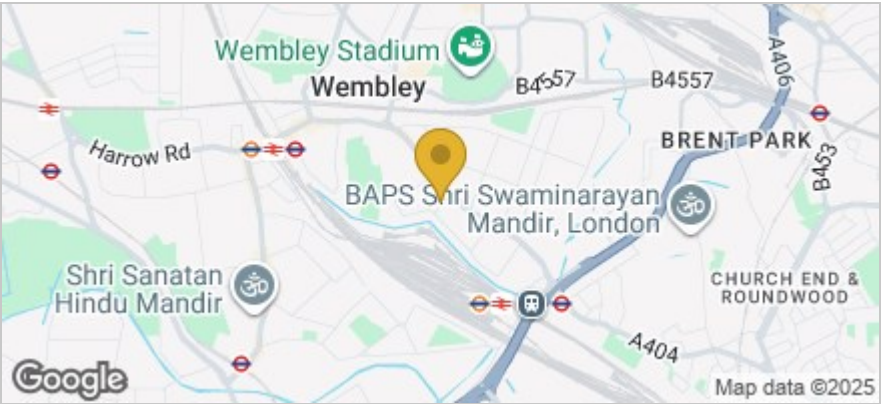 Wembley Stadium
Wembley
B4557
B4557
A406
Harrow Rd
BRENT PARK
B453
BAPS Shri Swaminarayan
Mandir, London
Shri Sanatan
Hindu Mandir
CHURCH END &
ROUNDWOOD
A404
Google
Map data ©2025